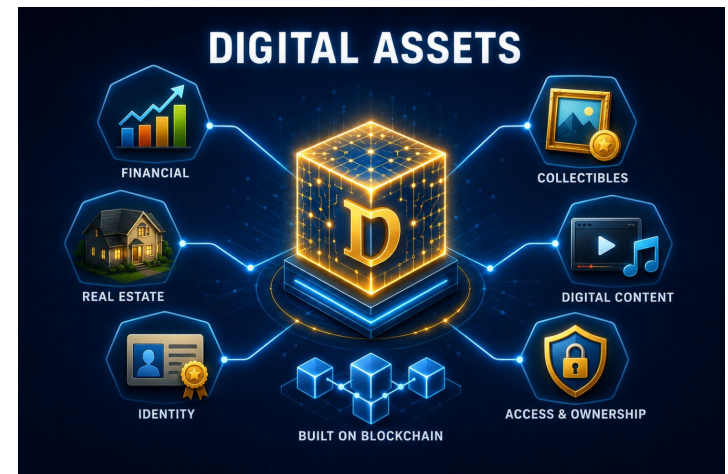 DIGITAL ASSETS
FINANCIAL
COLLECTIBLES
D
REAL ESTATE
DIGITAL CONTENT
IDENTITY
ACCESS & OWNERSHIP
BUILT ON BLOCKCHAIN